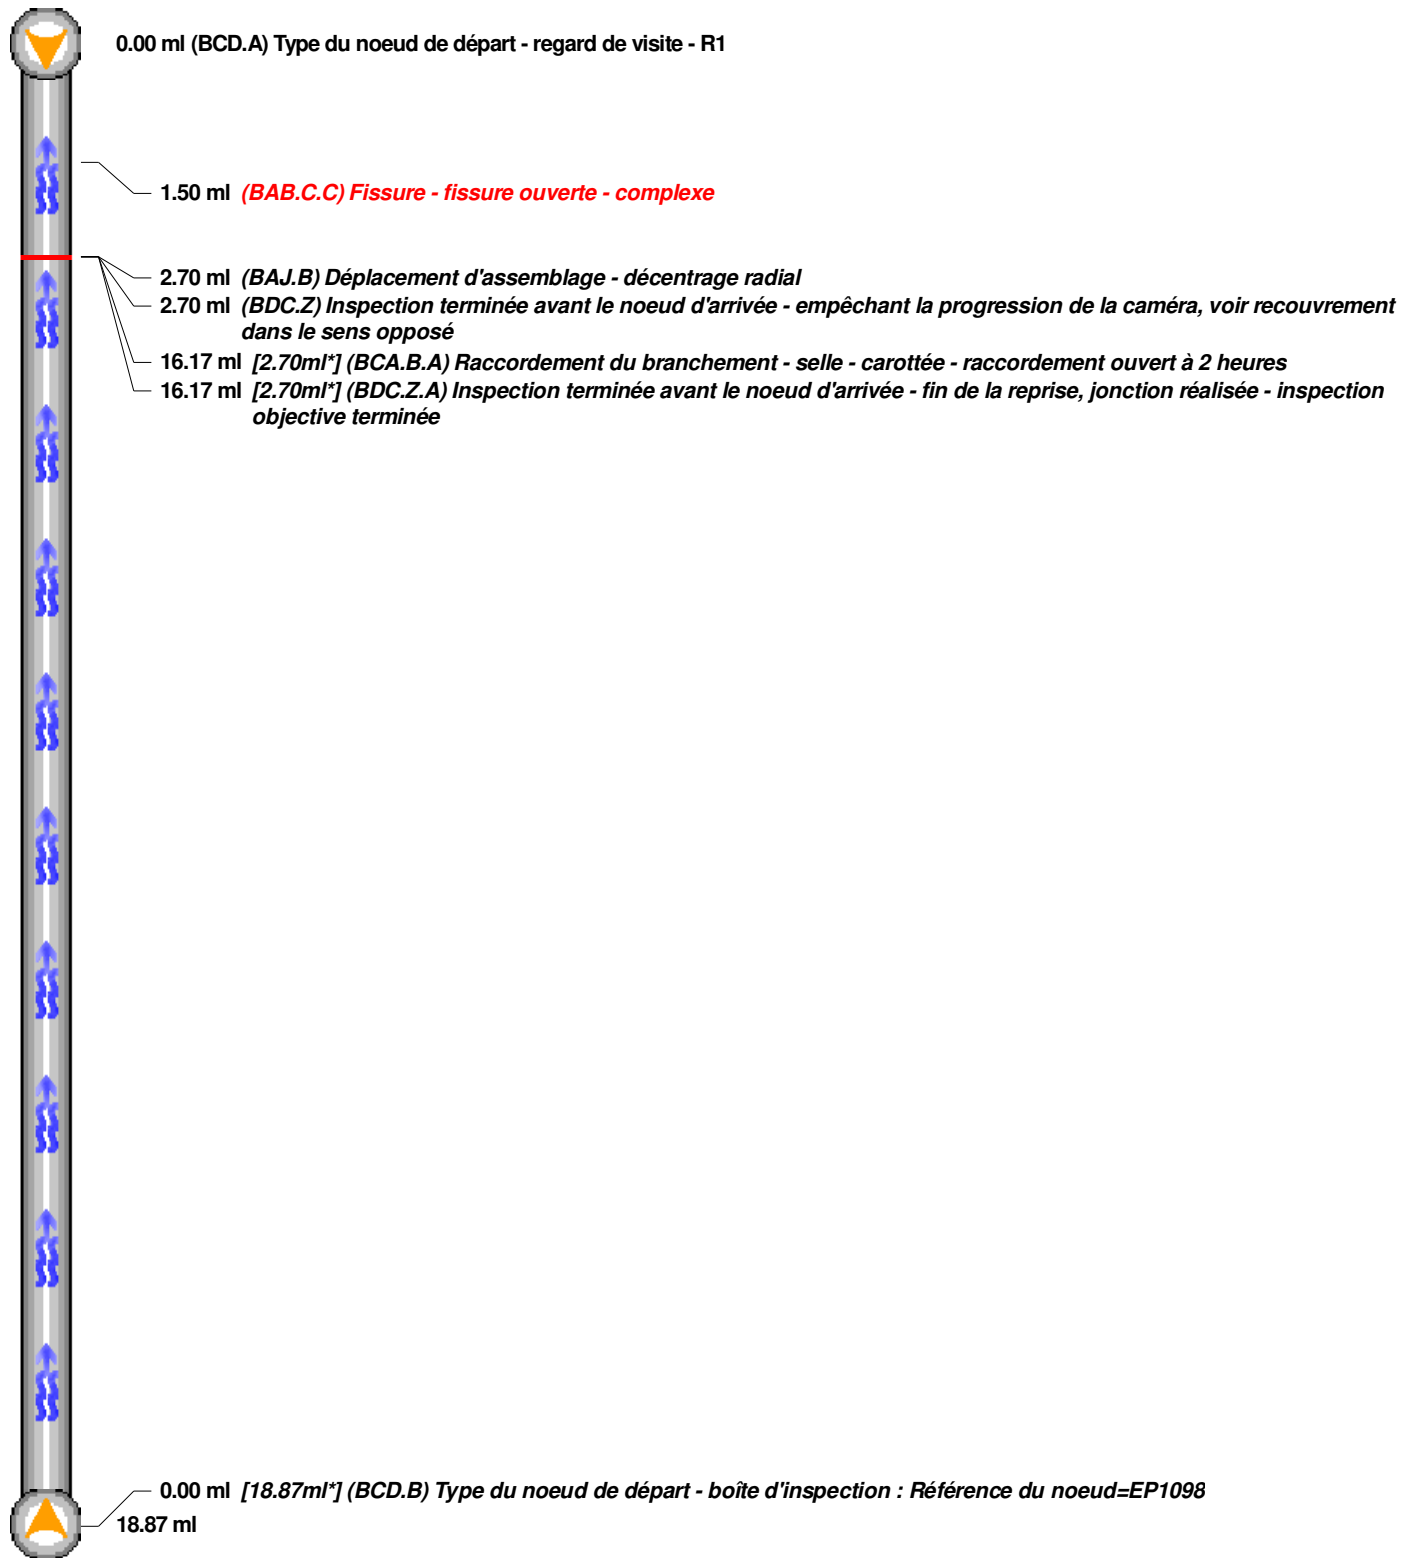 0.00 ml (BCD.A) Type du noeud de départ - regard de visite - R1
1.50 ml (BAB.C.C) Fissure - fissure ouverte - complexe
2.70 ml (BAJ.B) Déplacement d'assemblage - décentrage radial
2.70 ml (BDC.Z) Inspection terminée avant le noeud d'arrivée - empêchant la progression de la caméra, voir recouvrement
dans le sens opposé
16.17 ml [2.70ml*] (BCA.B.A) Raccordement du branchement - selle - carottée - raccordement ouvert à 2 heures
16.17 ml [2.70ml*] (BDC.Z.A) Inspection terminée avant le noeud d'arrivée - fin de la reprise, jonction réalisée - inspection
objective terminée
0.00 ml [18.87ml*] (BCD.B) Type du noeud de départ - boîte d'inspection : Référence du noeud=EP1098
18.87 ml